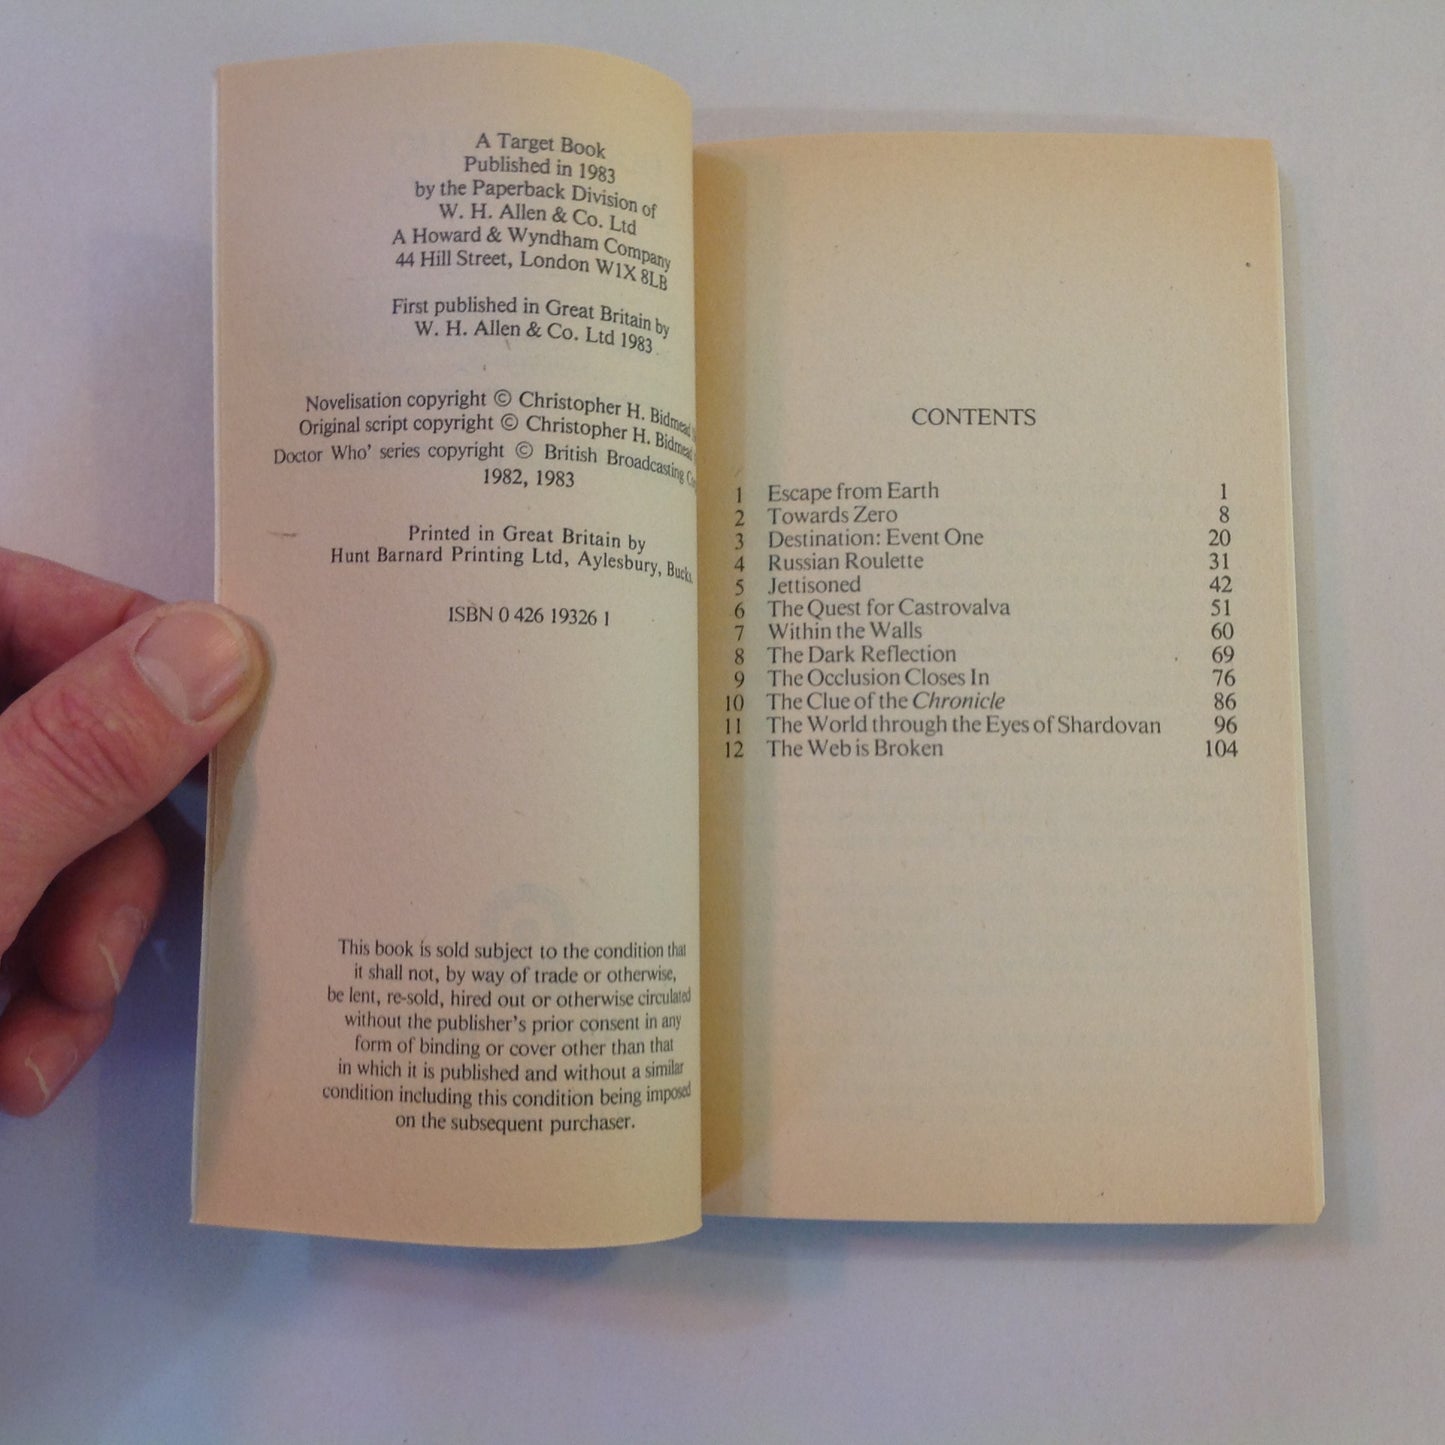 A Target Book
Published in 1983
by the Paperback Division of
W. H. Allen & Co. Ltd
A Howard & Wyndham Company
44 Hill Street, London W1X 8LB
First published in Great Britain by
W. H. Allen & Co. Ltd 1983
Novelisation copyright © Christopher H. Bidmead
Original script copyright © Christopher H. Bidmead
Doctor Who' series copyright © British Broadcasting
1982, 1983
Printed in Great Britain by
Hunt Barnard Printing Ltd, Aylesbury, Bucks.
ISBN 0 426 19326 1
This book is sold subject to the condition that
it shall not, by way of trade or otherwise,
be lent, re-sold, hired out or otherwise circulated
without the publisher's prior consent in any
form of binding or cover other than that
in which it is published and without a similar
condition including this condition being imposed
on the subsequent purchaser.
CONTENTS
1 Escape from Earth 1
2 Towards Zero 8
3 Destination: Event One 20
4 Russian Roulette 31
5 Jettisoned 42
6 The Quest for Castrovalva 51
7 Within the Walls 60
8 The Dark Reflection 69
9 The Occlusion Closes In 76
10 The Clue of the Chronicle 86
11 The World through the Eyes of Shardovan 96
12 The Web is Broken 104